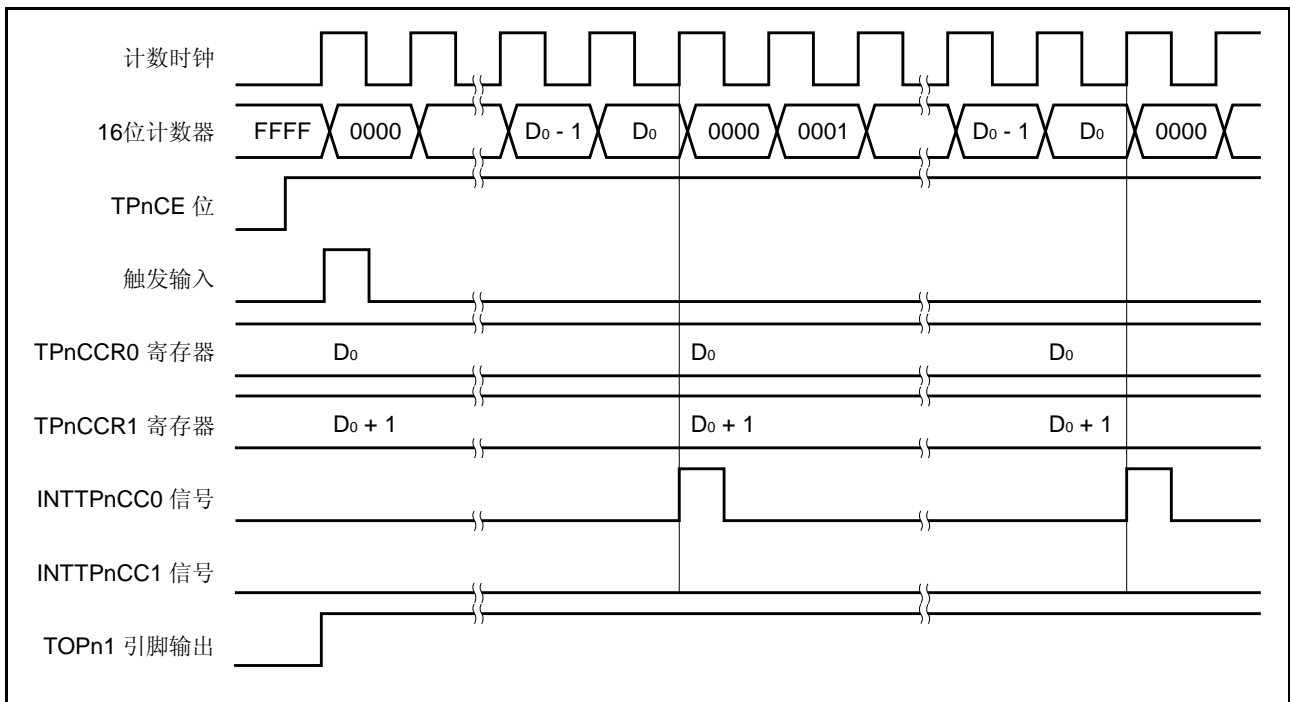 计数时钟
16位计数器 FFFF 0000 D0 - 1 D0 0000 0001 D0 - 1 D0 0000
TPnCE 位
触发输入
TPnCCR0 寄存器 D0 D0 D0
TPnCCR1 寄存器 D0 + 1 D0 + 1 D0 + 1
INTTPnCC0 信号
INTTPnCC1 信号
TOPn1 引脚输出